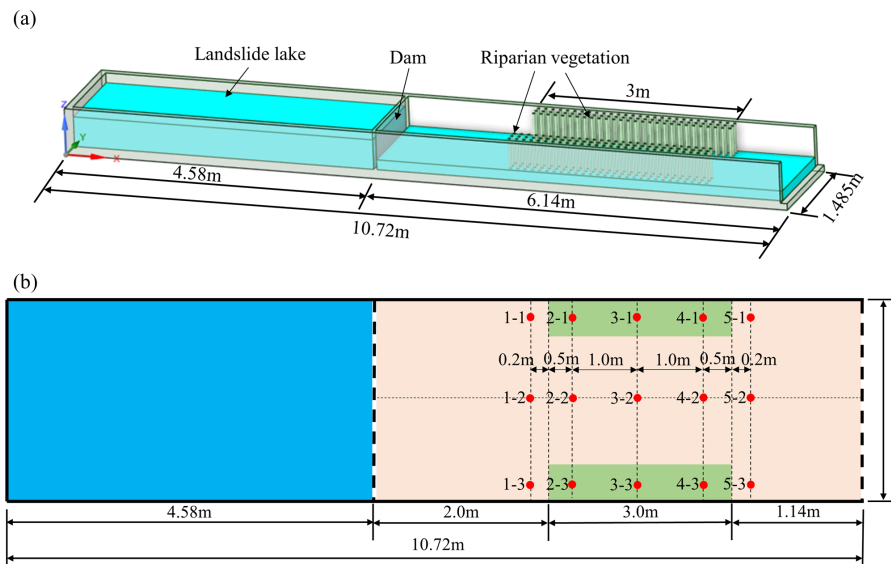 (a)
Landslide lake
Dam
Riparian vegetation
3m
Z
Y
X
4.58m
6.14m
10.72m
1.485m
(b)
1-1 2-1 3-1 4-1 5-1
0.2m 0.5m 1.0m 1.0m 0.5m 0.2m
1-2 2-2 3-2 4-2 5-2
1-3 2-3 3-3 4-3 5-3
4.58m 2.0m 3.0m 1.14m
10.72m